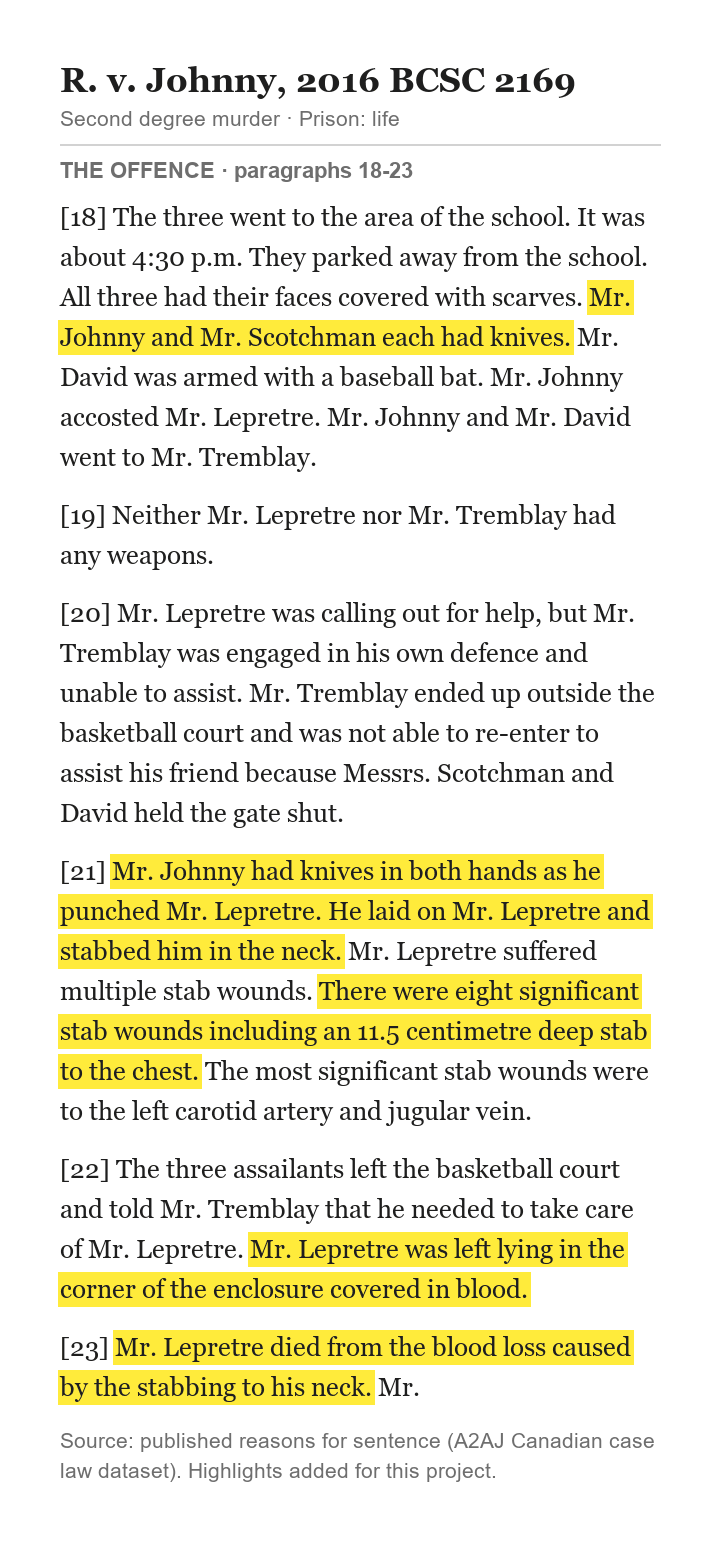 R. v. Johnny, 2016 BCSC 2169
Second degree murder · Prison: life
THE OFFENCE · paragraphs 18-23
[18] The three went to the area of the school. It was
about 4:30 p.m. They parked away from the school.
All three had their faces covered with scarves. Mr.
Johnny and Mr. Scotchman each had knives. Mr.
David was armed with a baseball bat. Mr. Johnny
accosted Mr. Lepretre. Mr. Johnny and Mr. David
went to Mr. Tremblay.
[19] Neither Mr. Lepretre nor Mr. Tremblay had
any weapons.
[20] Mr. Lepretre was calling out for help, but Mr.
Tremblay was engaged in his own defence and
unable to assist. Mr. Tremblay ended up outside the
basketball court and was not able to re-enter to
assist his friend because Messrs. Scotchman and
David held the gate shut.
[21] Mr. Johnny had knives in both hands as he
punched Mr. Lepretre. He laid on Mr. Lepretre and
stabbed him in the neck. Mr. Lepretre suffered
multiple stab wounds. There were eight significant
stab wounds including an 11.5 centimetre deep stab
to the chest. The most significant stab wounds were
to the left carotid artery and jugular vein.
[22] The three assailants left the basketball court
and told Mr. Tremblay that he needed to take care
of Mr. Lepretre. Mr. Lepretre was left lying in the
corner of the enclosure covered in blood.
[23] Mr. Lepretre died from the blood loss caused
by the stabbing to his neck. Mr.
Source: published reasons for sentence (A2AJ Canadian case
law dataset). Highlights added for this project.